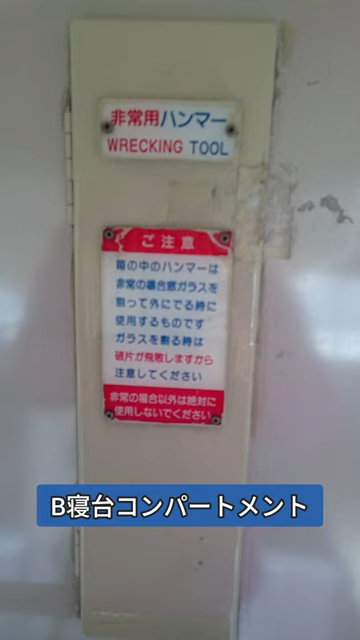 非常用ハンマー
WRECKING TOOL
ご注意
箱の中のハンマーは
非常の場合窓ガラスを
割って外にでる時に
使用するものです
ガラスを割る時は
破片が飛散しますから
注意してください
非常の場合以外は絶対に
使用しないでください
B寝台コンパートメント